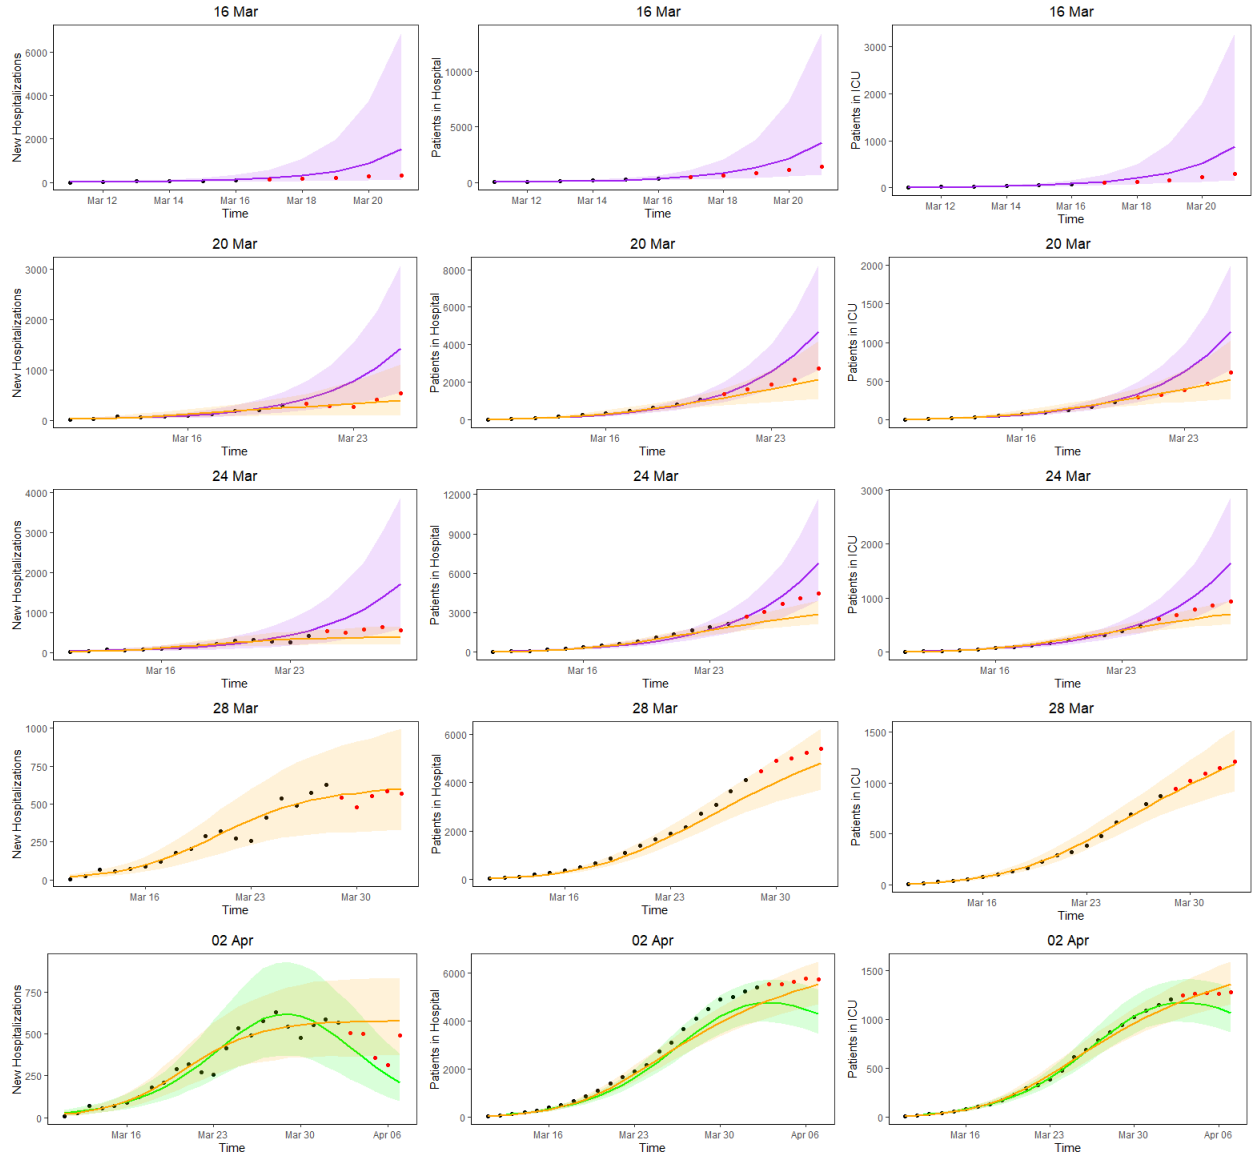 16 Mar 16 Mar 16 Mar
New Hospitalizations
6000
4000
2000
0
Mar 12 Mar 14 Mar 16 Mar 18 Mar 20
Time
Patients in Hospital
10000
5000
0
Mar 12 Mar 14 Mar 16 Mar 18 Mar 20
Time
Patients in ICU
3000
2000
1000
0
Mar 12 Mar 14 Mar 16 Mar 18 Mar 20
Time
20 Mar 20 Mar 20 Mar
New Hospitalizations
3000
2000
1000
0
Mar 16 Mar 23
Time
Patients in Hospital
8000
6000
4000
2000
0
Mar 16 Mar 23
Time
Patients in ICU
2000
1500
1000
500
0
Mar 16 Mar 23
Time
24 Mar 24 Mar 24 Mar
New Hospitalizations
4000
3000
2000
1000
0
Mar 16 Mar 23
Time
Patients in Hospital
12000
9000
6000
3000
0
Mar 16 Mar 23
Time
Patients in ICU
3000
2000
1000
0
Mar 16 Mar 23
Time
28 Mar 28 Mar 28 Mar
New Hospitalizations
1000
750
500
250
0
Mar 16 Mar 23 Mar 30
Time
Patients in Hospital
6000
4000
2000
0
Mar 16 Mar 23 Mar 30
Time
Patients in ICU
1500
1000
500
0
Mar 16 Mar 23 Mar 30
Time
02 Apr 02 Apr 02 Apr
New Hospitalizations
750
500
250
0
Mar 16 Mar 23 Mar 30 Apr 06
Time
Patients in Hospital
6000
4000
2000
0
Mar 16 Mar 23 Mar 30 Apr 06
Time
Patients in ICU
1500
1000
500
0
Mar 16 Mar 23 Mar 30 Apr 06
Time